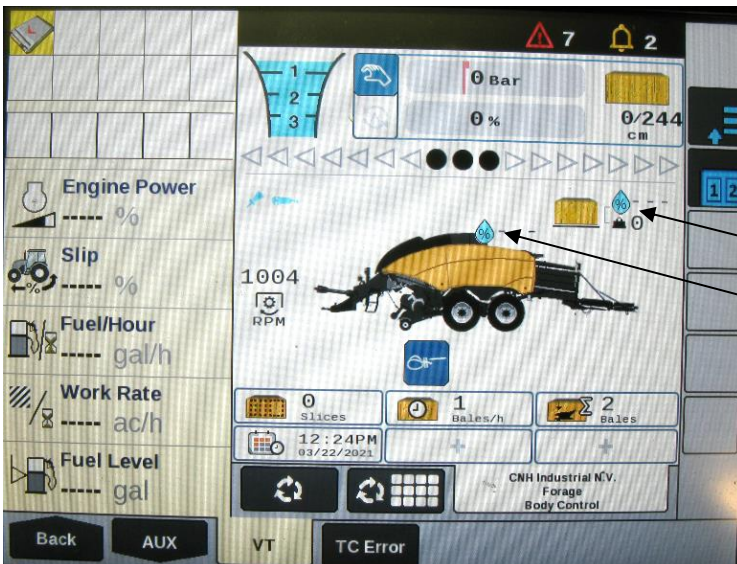 7
2
1
2
3
0 Bar
0 %
0/244
cm
1 2
Engine Power
----- %
% ---
0
Slip
----- %
% ---
1004
RPM
Fuel/Hour
----- gal/h
Work Rate
----- ac/h
0
Slices
1
Bales/h
Σ 2
Bales
12:24PM
03/22/2021
+
+
Fuel Level
----- gal
CNH Industrial N.V.
Forage
Body Control
Back
AUX
VT
TC Error